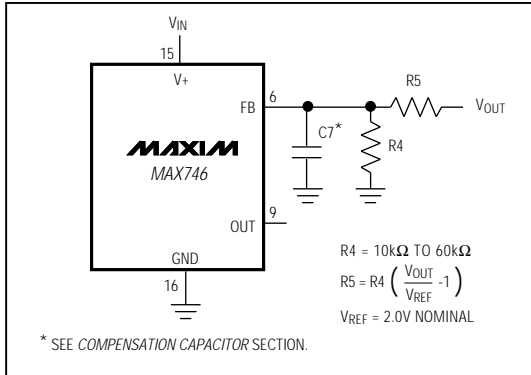 VIN
15
V+
6
FB
R5
VOUT
C7*
R4
MAXIM
MAX746
9
OUT
GND
16
R4 = 10kΩ TO 60kΩ
R5 = R4 ( VOUT / VREF -1 )
VREF = 2.0V NOMINAL
* SEE COMPENSATION CAPACITOR SECTION.